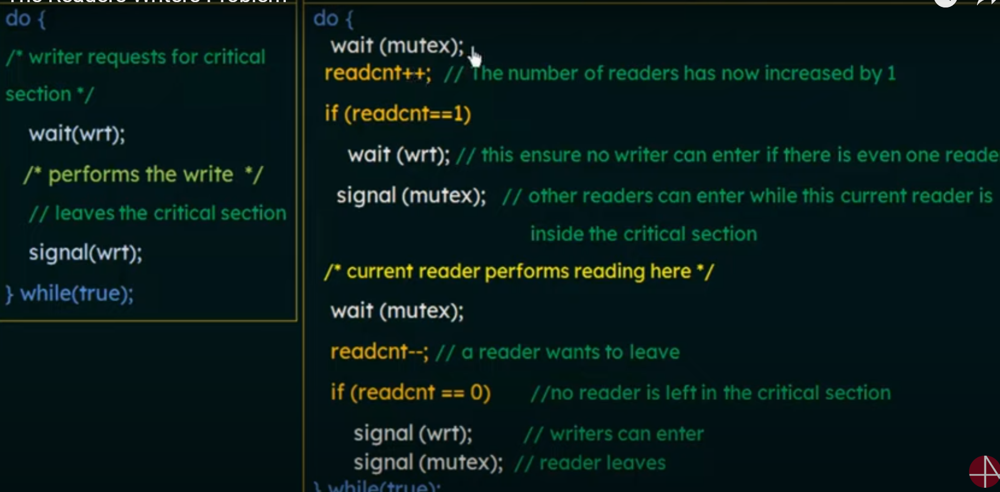 The Readers Writers Problem
do {
/* writer requests for critical
section */
wait(wrt);
/* performs the write */
// leaves the critical section
signal(wrt);
} while(true);
do {
wait (mutex);
readcnt++; // The number of readers has now increased by 1
if (readcnt==1)
wait (wrt); // this ensure no writer can enter if there is even one reade
signal (mutex); // other readers can enter while this current reader is
inside the critical section
/* current reader performs reading here */
wait (mutex);
readcnt--; // a reader wants to leave
if (readcnt == 0) //no reader is left in the critical section
signal (wrt); // writers can enter
signal (mutex); // reader leaves
} while(true);